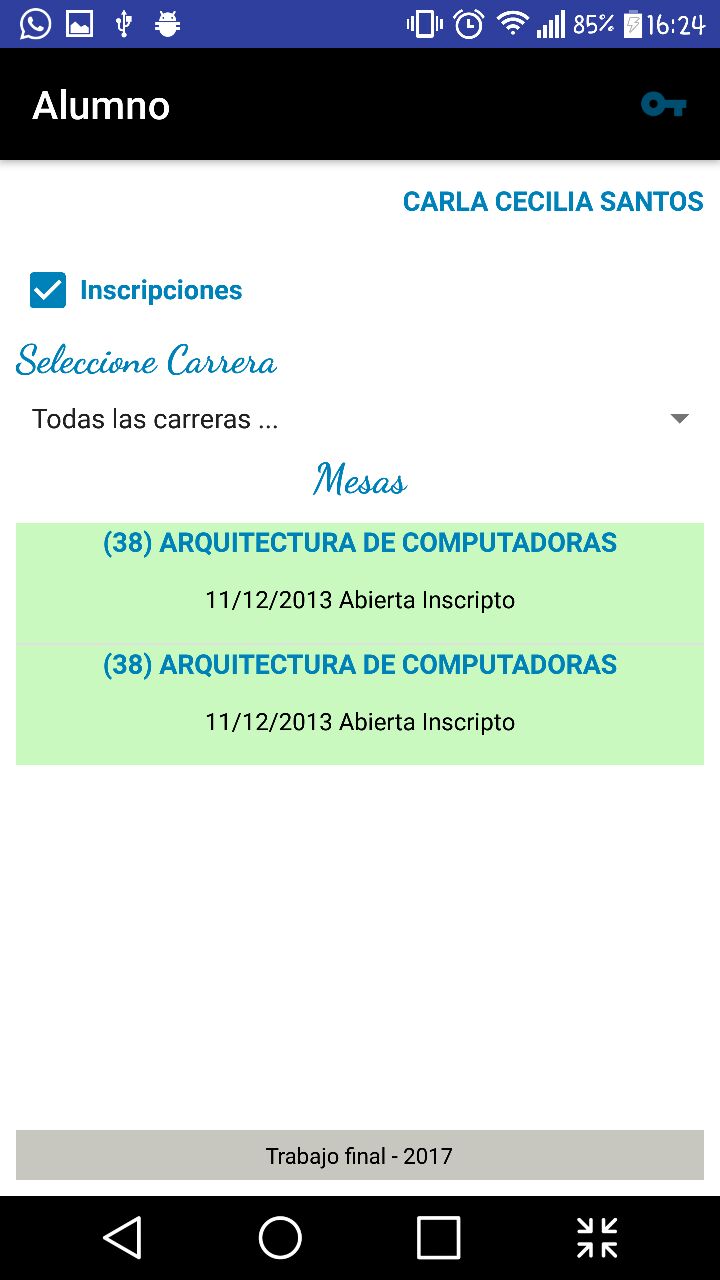 85% 16:24
Alumno
CARLA CECILIA SANTOS
Inscripciones
Seleccione Carrera
Todas las carreras ...
Mesas
(38) ARQUITECTURA DE COMPUTADORAS
11/12/2013 Abierta Inscripto
(38) ARQUITECTURA DE COMPUTADORAS
11/12/2013 Abierta Inscripto
Trabajo final - 2017